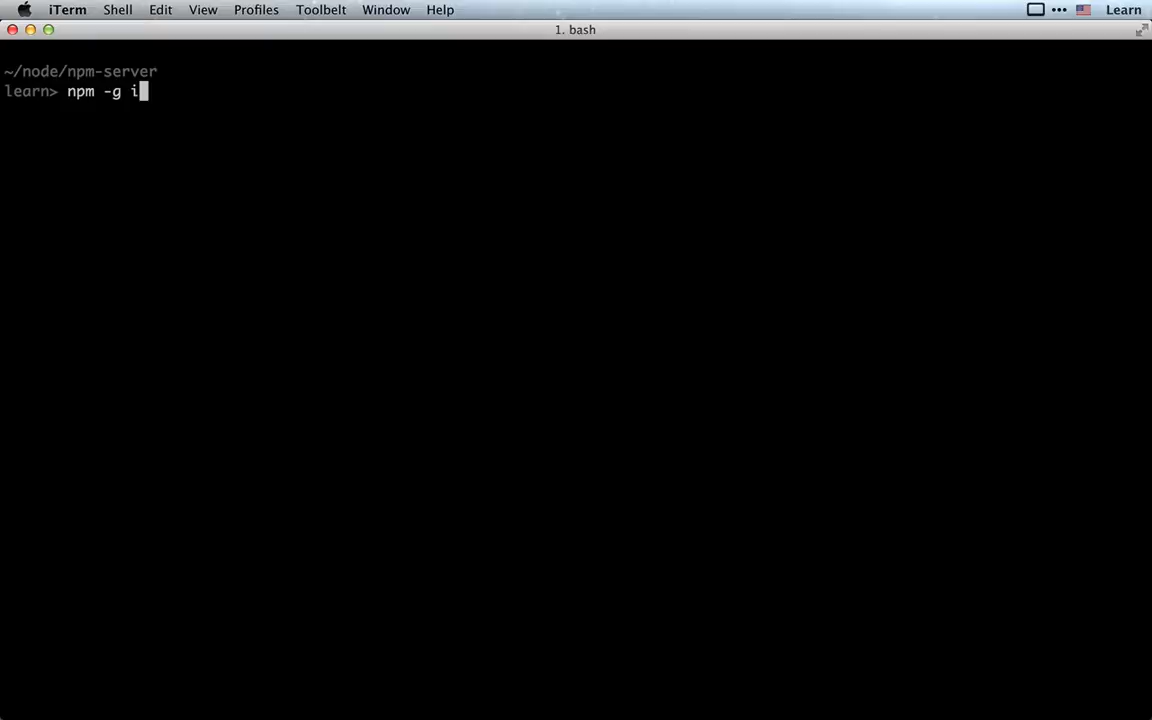 iTerm Shell Edit View Profiles Toolbelt Window Help Learn
1. bash
~/node/npm-server
learn> npm -g i